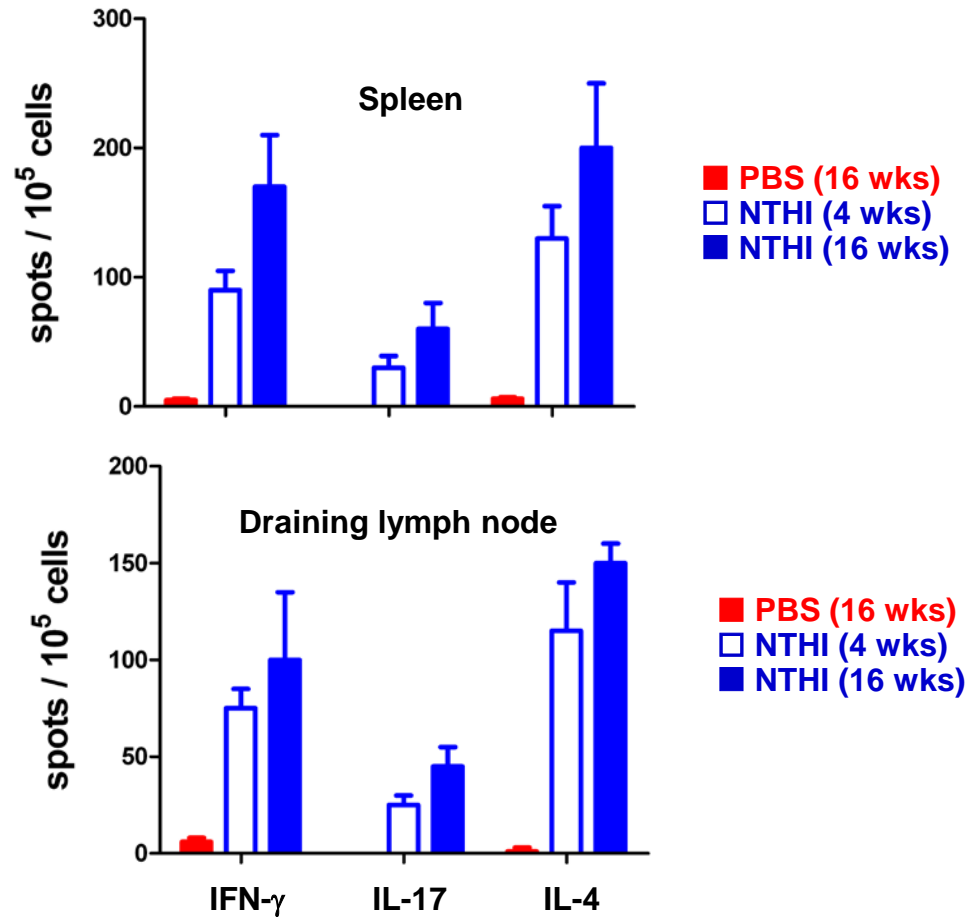 300
200
100
0
spots / 10⁵ cells
Spleen
PBS (16 wks)
NTHI (4 wks)
NTHI (16 wks)
200
150
100
50
0
spots / 10⁵ cells
Draining lymph node
PBS (16 wks)
NTHI (4 wks)
NTHI (16 wks)
IFN-γ IL-17 IL-4